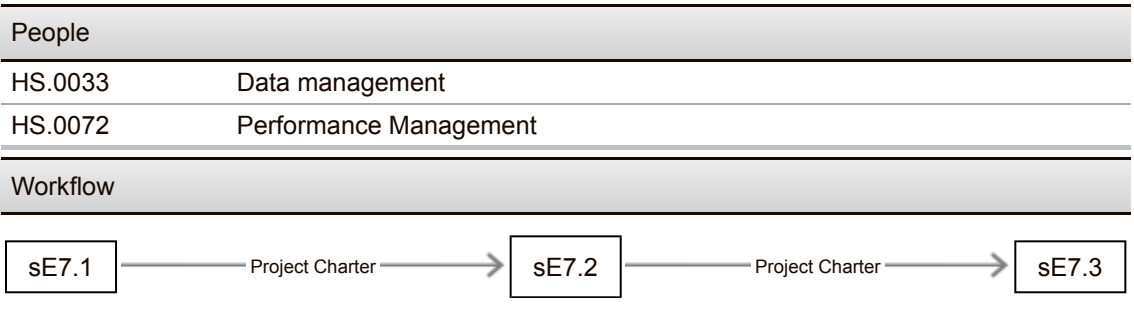 People
HS.0033 Data management
HS.0072 Performance Management
Workflow
sE7.1 Project Charter sE7.2 Project Charter sE7.3